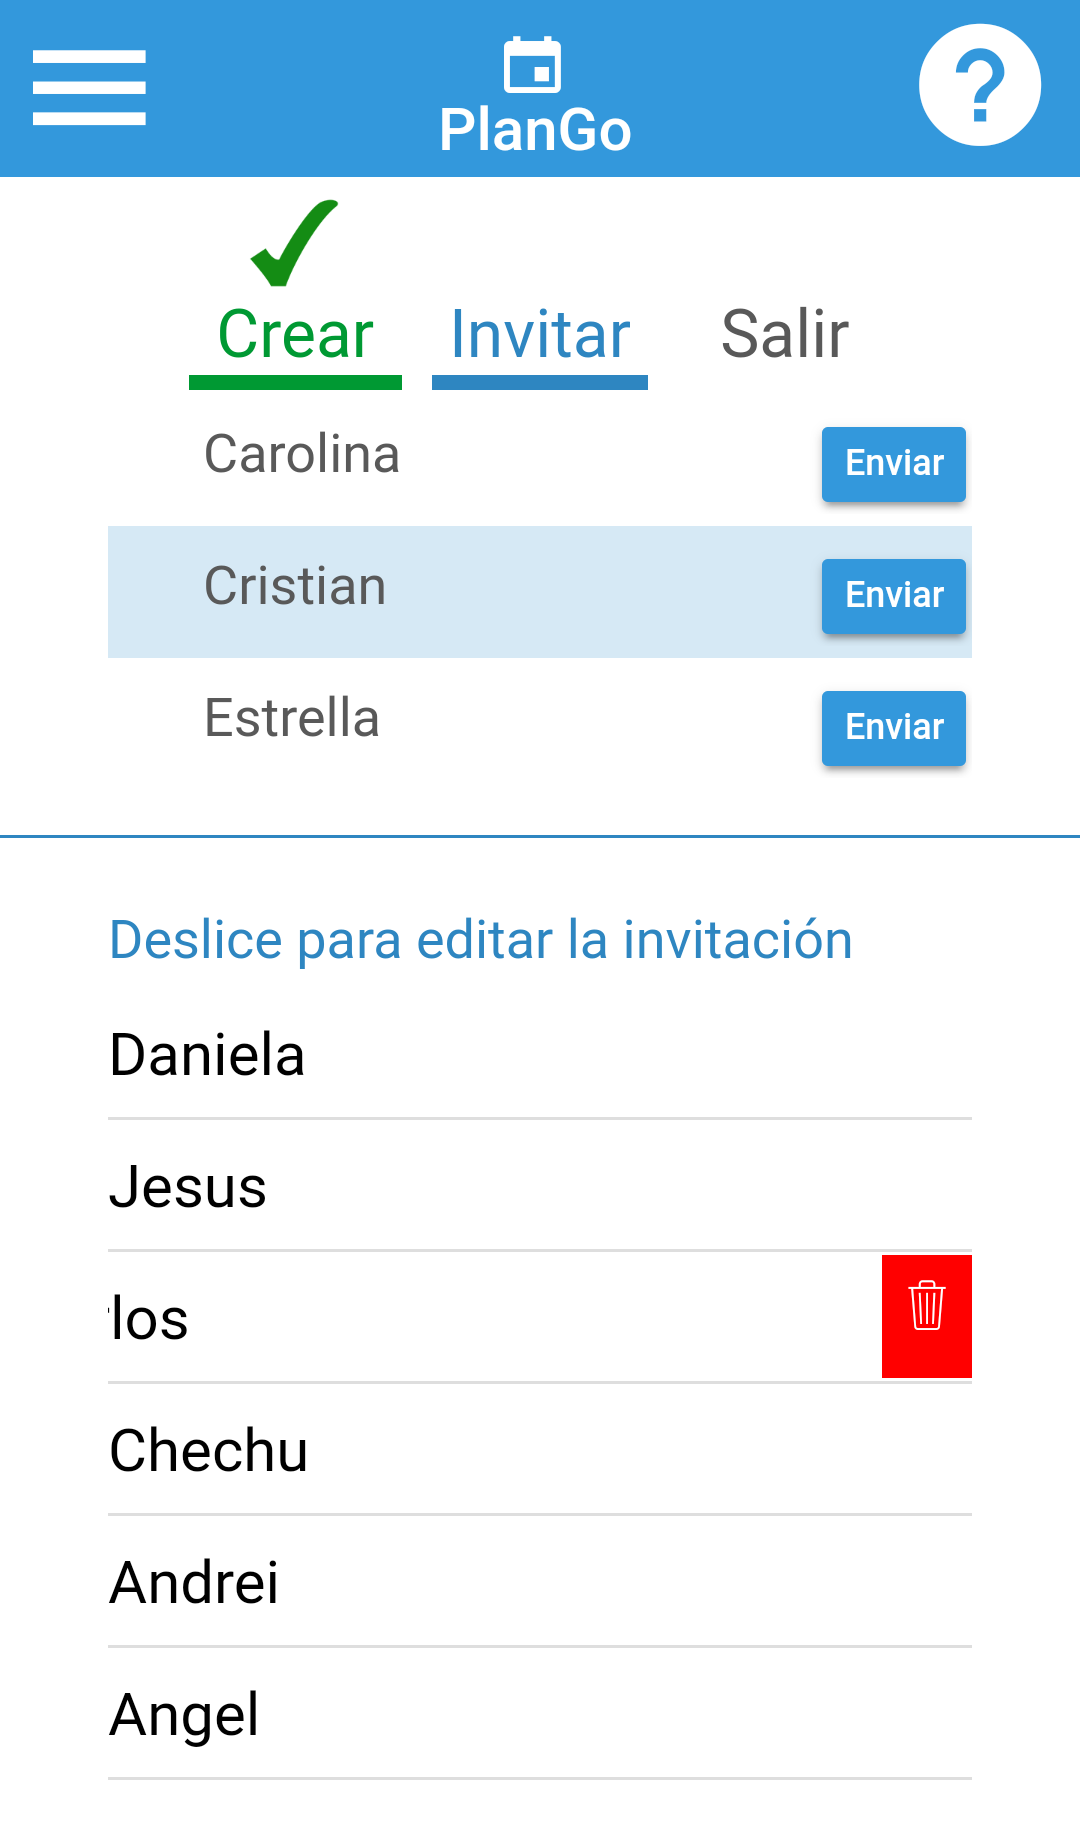 PlanGo
Crear Invitar Salir
Carolina Enviar
Cristian Enviar
Estrella Enviar
Deslice para editar la invitación
Daniela
Jesus
los
Chechu
Andrei
Angel